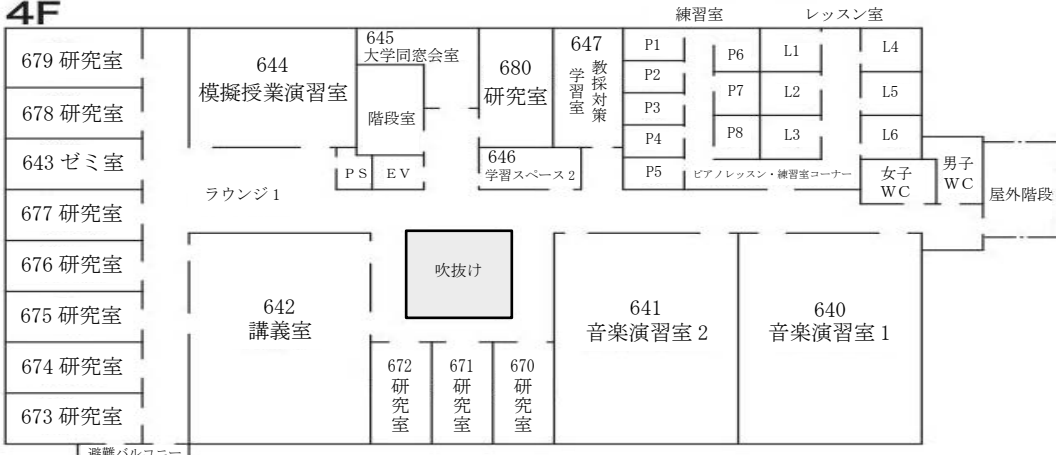 4F
練習室
レッスン室
679 研究室
678 研究室
643 ゼミ室
677 研究室
676 研究室
675 研究室
674 研究室
673 研究室
避難バルコニー
644
模擬授業演習室
645
大学同窓会室
階段室
PS
EV
ラウンジ 1
680
研究室
646
学習スペース 2
647
教採対策
学習室
P1
P2
P3
P4
P5
P6
P7
P8
L1
L2
L3
L4
L5
L6
ピアノレッスン・練習室コーナー
女子
WC
男子
WC
屋外階段
642
講義室
吹抜け
672
研究室
671
研究室
670
研究室
641
音楽演習室 2
640
音楽演習室 1